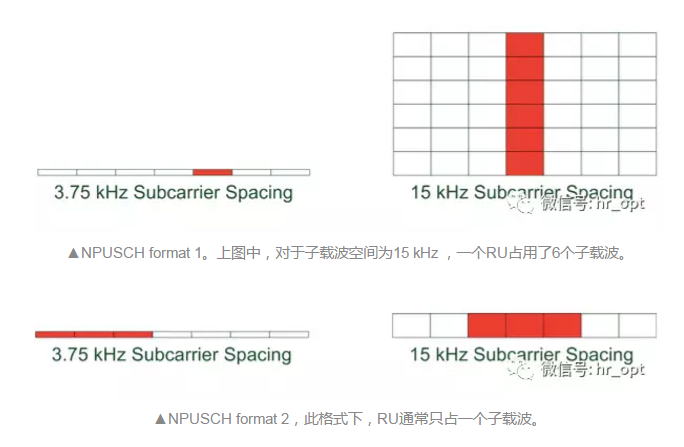 3.75 kHz Subcarrier Spacing
15 kHz Subcarrier Spacing
微信号: hr_opt
▲NPUSCH format 1。上图中，对于子载波空间为15 kHz ，一个RU占用了6个子载波。
3.75 kHz Subcarrier Spacing
15 kHz Subcarrier Spacing
微信号: hr_opt
▲NPUSCH format 2，此格式下，RU通常只占一个子载波。